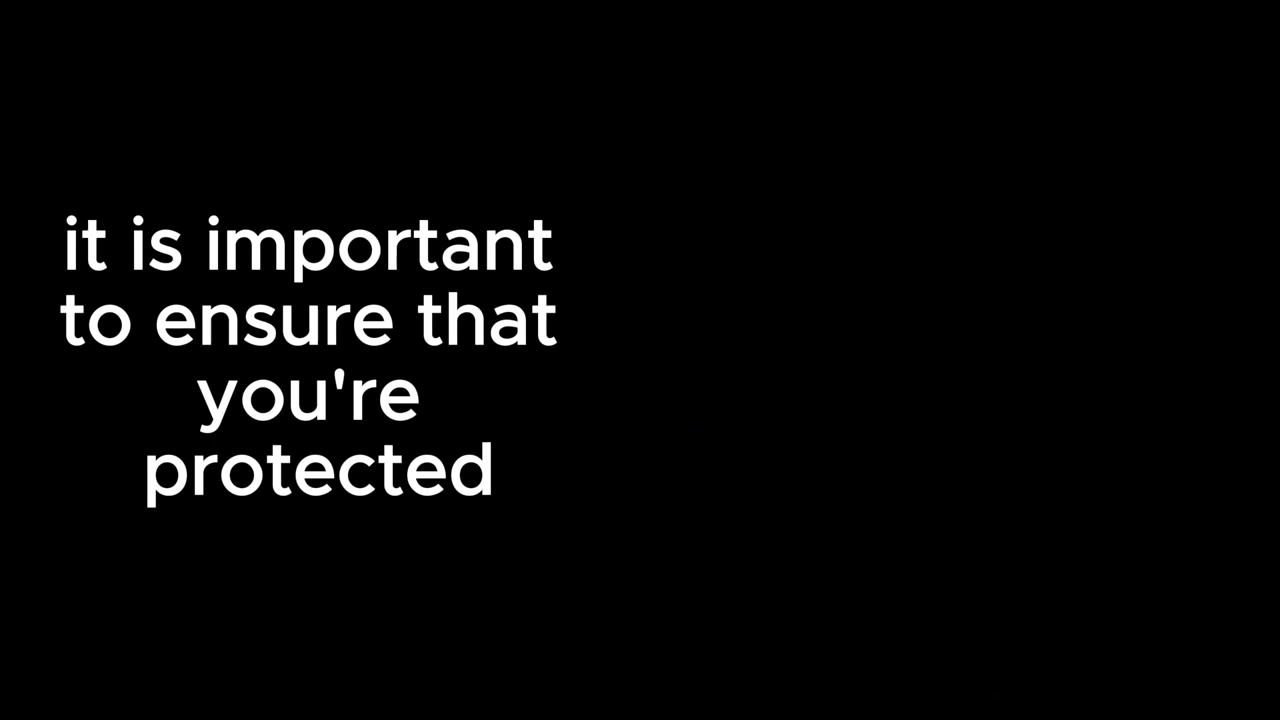 it is important
to ensure that
you're
protected